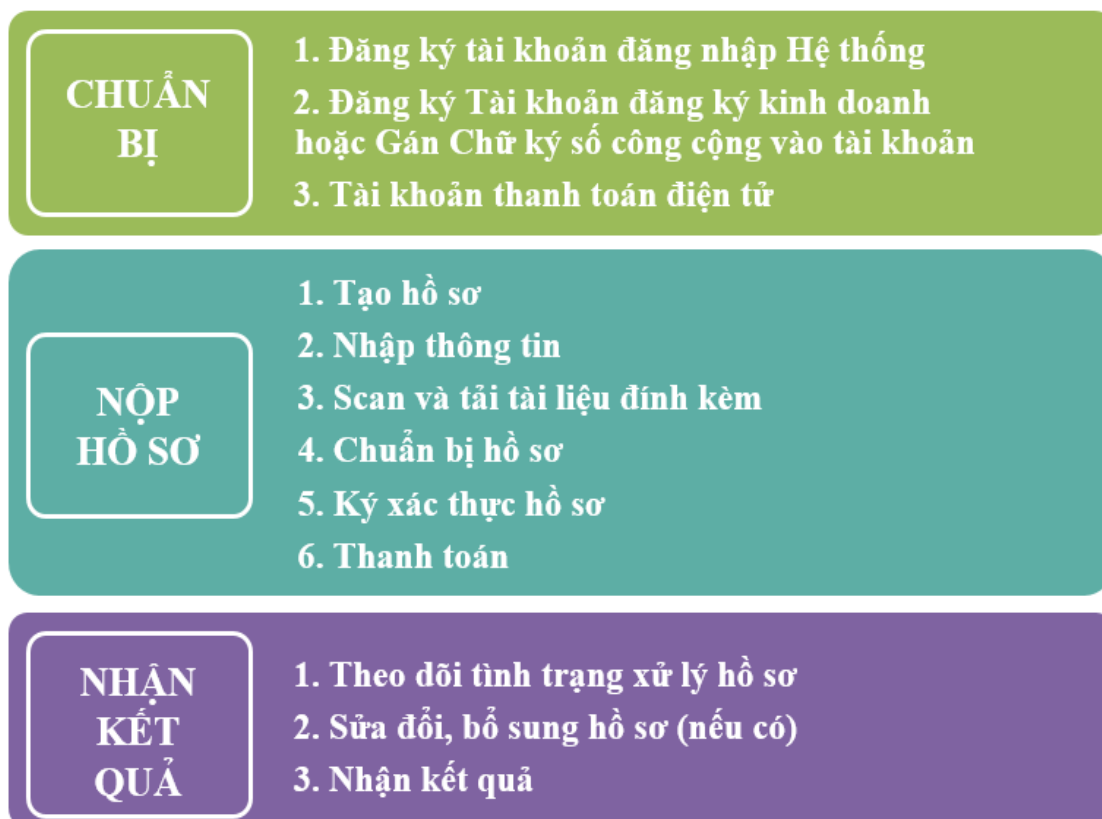 CHUẨN
BỊ
1. Đăng ký tài khoản đăng nhập Hệ thống
2. Đăng ký Tài khoản đăng ký kinh doanh
hoặc Gán Chữ ký số công cộng vào tài khoản
3. Tài khoản thanh toán điện tử
NỘP
HỒ SƠ
1. Tạo hồ sơ
2. Nhập thông tin
3. Scan và tải tài liệu đính kèm
4. Chuẩn bị hồ sơ
5. Ký xác thực hồ sơ
6. Thanh toán
NHẬN
KẾT
QUẢ
1. Theo dõi tình trạng xử lý hồ sơ
2. Sửa đổi, bổ sung hồ sơ (nếu có)
3. Nhận kết quả